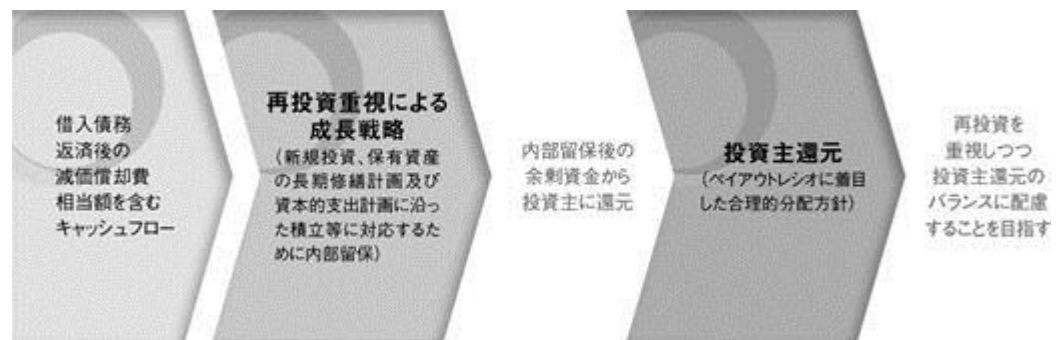 借入債務
返済後の
減価償却費
相当額を含む
キャッシュフロー
再投資重視による
成長戦略
(新規投資、保有資産
の長期修繕計画及び
資本的支出計画に沿っ
た積立等に対応するた
めに内部留保)
内部留保後の
余剰資金から
投資主に還元
投資主還元
(ペイアウトレシオに着目
した合理的分配方針)
再投資を
重視しつつ
投資主還元の
バランスに配慮
することを目指す